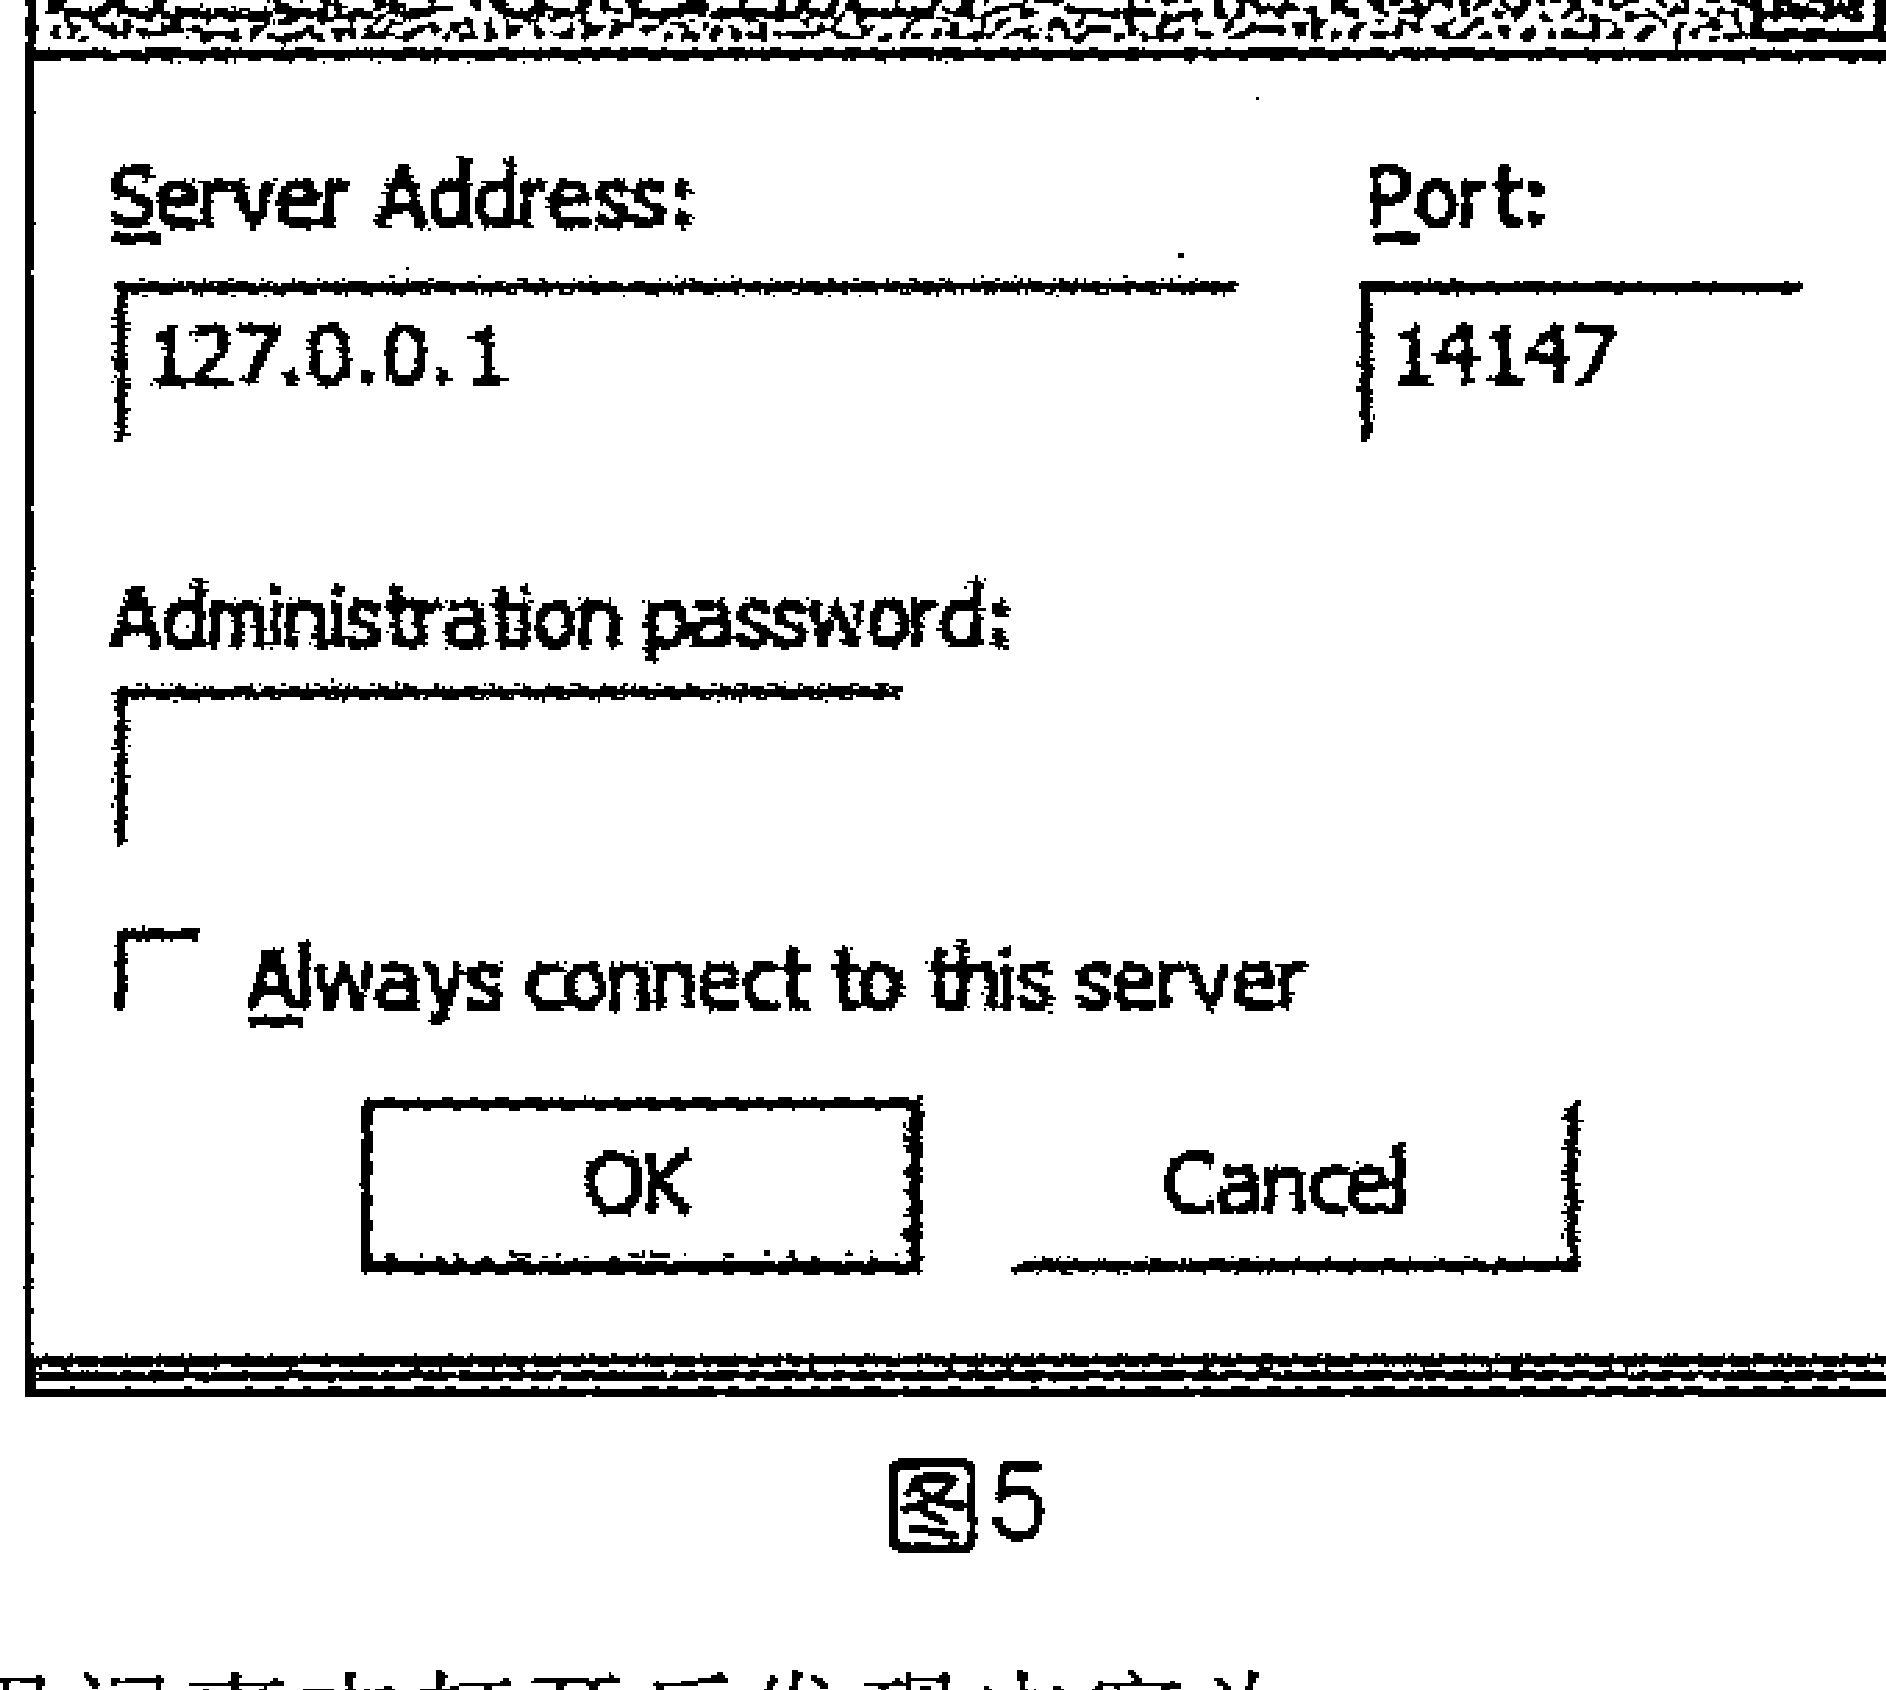 Server Address:
Port:
127.0.0.1
14147
Administration password:
Always connect to this server
OK
Cancel
图5